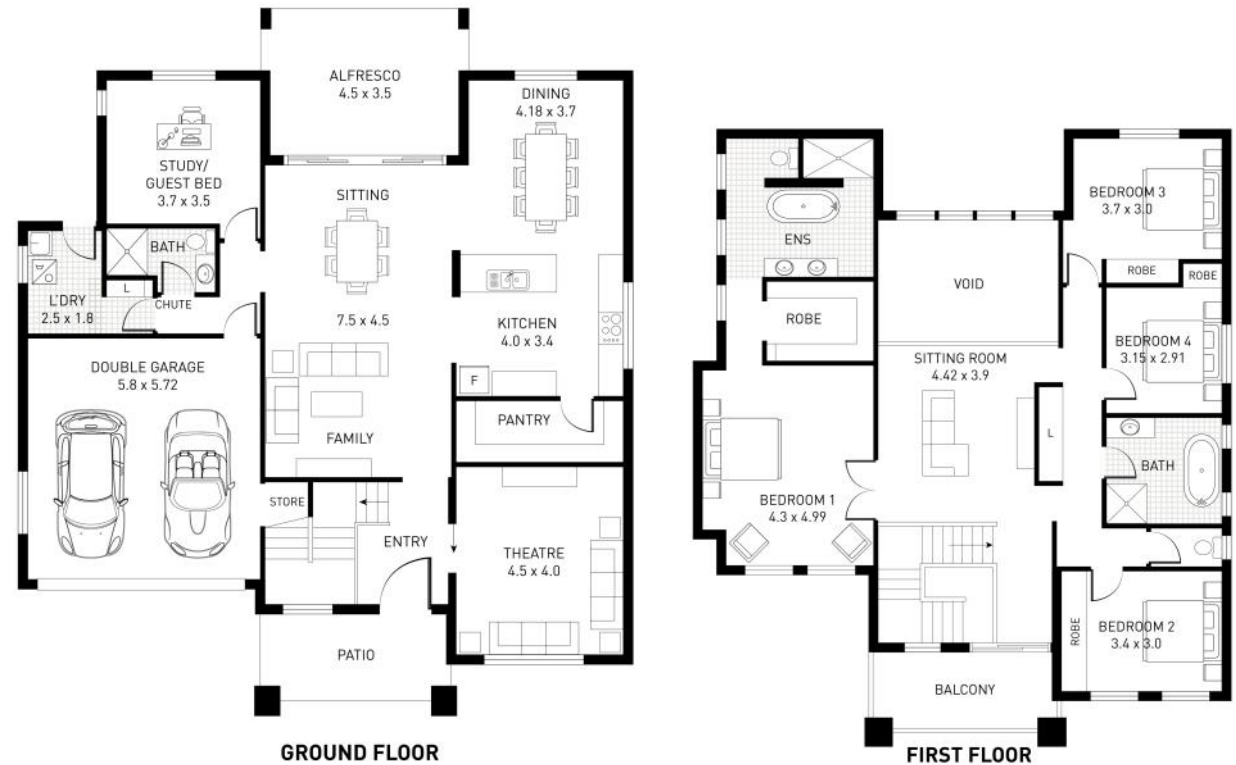 ALFRESCO
4.5 x 3.5
DINING
4.18 x 3.7
STUDY/
GUEST BED
3.7 x 3.5
SITTING
BATH
L
CHUTE
L'DRY
2.5 x 1.8
7.5 x 4.5
KITCHEN
4.0 x 3.4
DOUBLE GARAGE
5.8 x 5.72
F
PANTRY
FAMILY
STORE
ENTRY
THEATRE
4.5 x 4.0
PATIO
GROUND FLOOR
BEDROOM 3
3.7 x 3.0
ENS
ROBE
ROBE
VOID
ROBE
BEDROOM 4
3.15 x 2.91
SITTING ROOM
4.42 x 3.9
L
BATH
BEDROOM 1
4.3 x 4.99
ROBE
BEDROOM 2
3.4 x 3.0
BALCONY
FIRST FLOOR